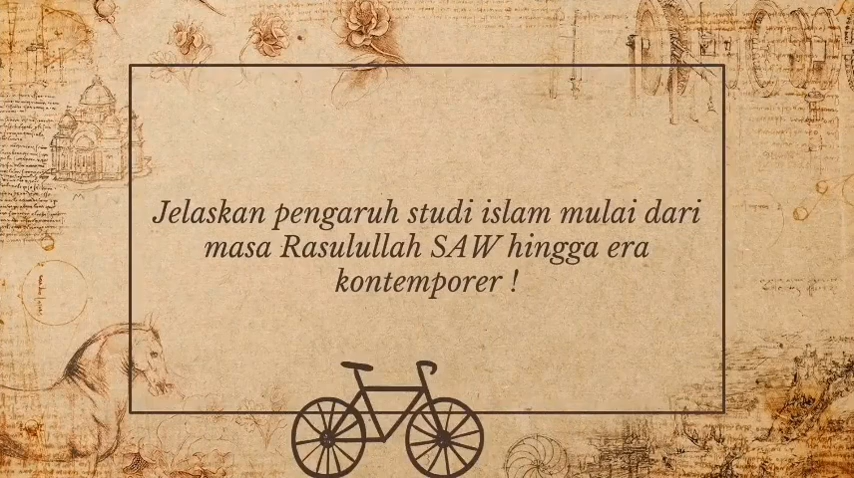 Jelaskan pengaruh studi islam mulai dari
masa Rasulullah SAW hingga era
kontemporer !